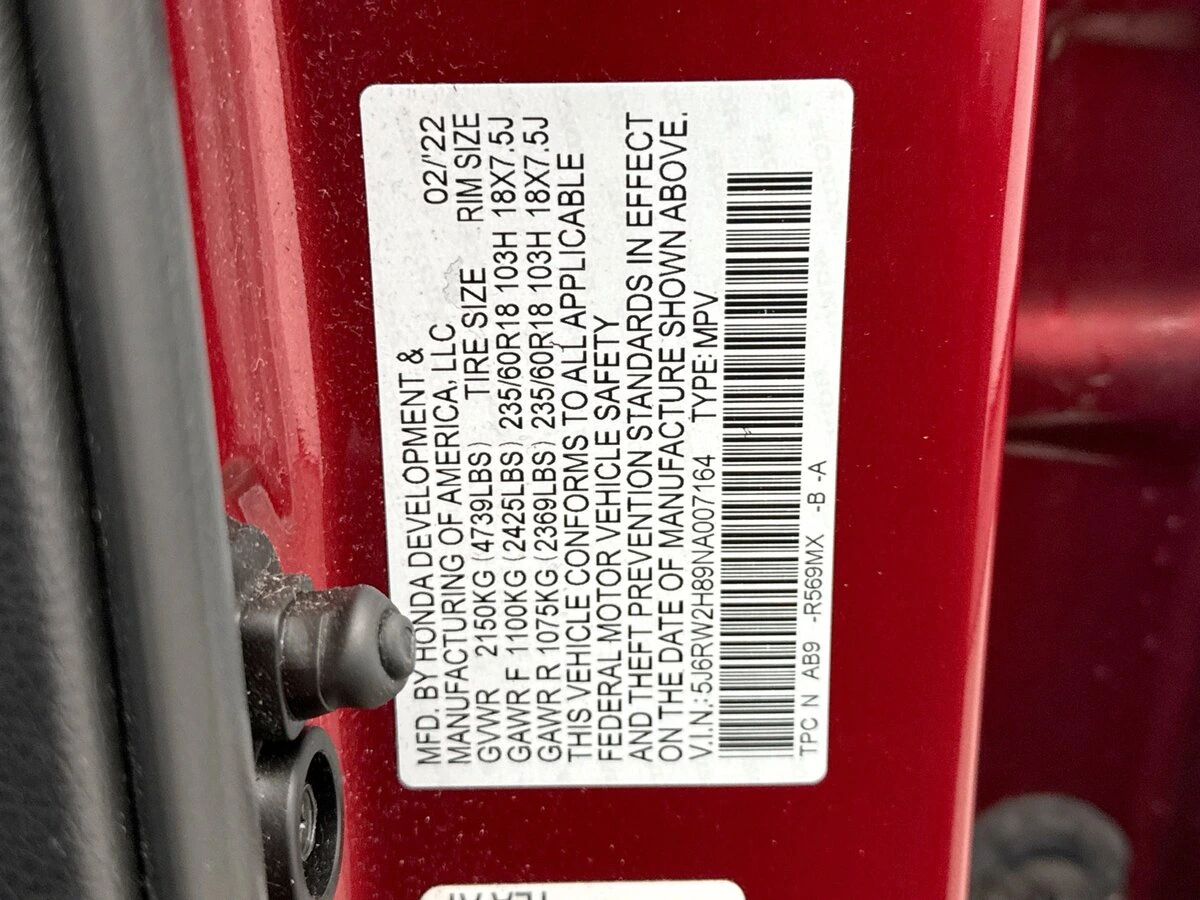 MFD. BY HONDA DEVELOPMENT &
MANUFACTURING OF AMERICA, LLC 02/'22
GVWR 2150KG (4739LBS) TIRE SIZE RIM SIZE
GAWR F 1100KG (2425LBS) 235/60R18 103H 18X7.5J
GAWR R 1075KG (2369LBS) 235/60R18 103H 18X7.5J
THIS VEHICLE CONFORMS TO ALL APPLICABLE
FEDERAL MOTOR VEHICLE SAFETY
AND THEFT PREVENTION STANDARDS IN EFFECT
ON THE DATE OF MANUFACTURE SHOWN ABOVE.
V.I.N.: 5J6RW2H89NA007164 TYPE: MPV
TPC N AB9 -R569MX -B -A